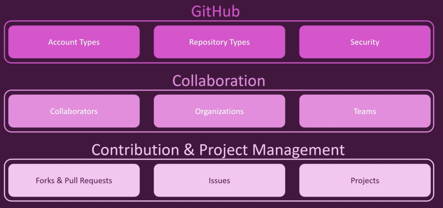 GitHub
Account Types
Repository Types
Security
Collaboration
Collaborators
Organizations
Teams
Contribution & Project Management
Forks & Pull Requests
Issues
Projects